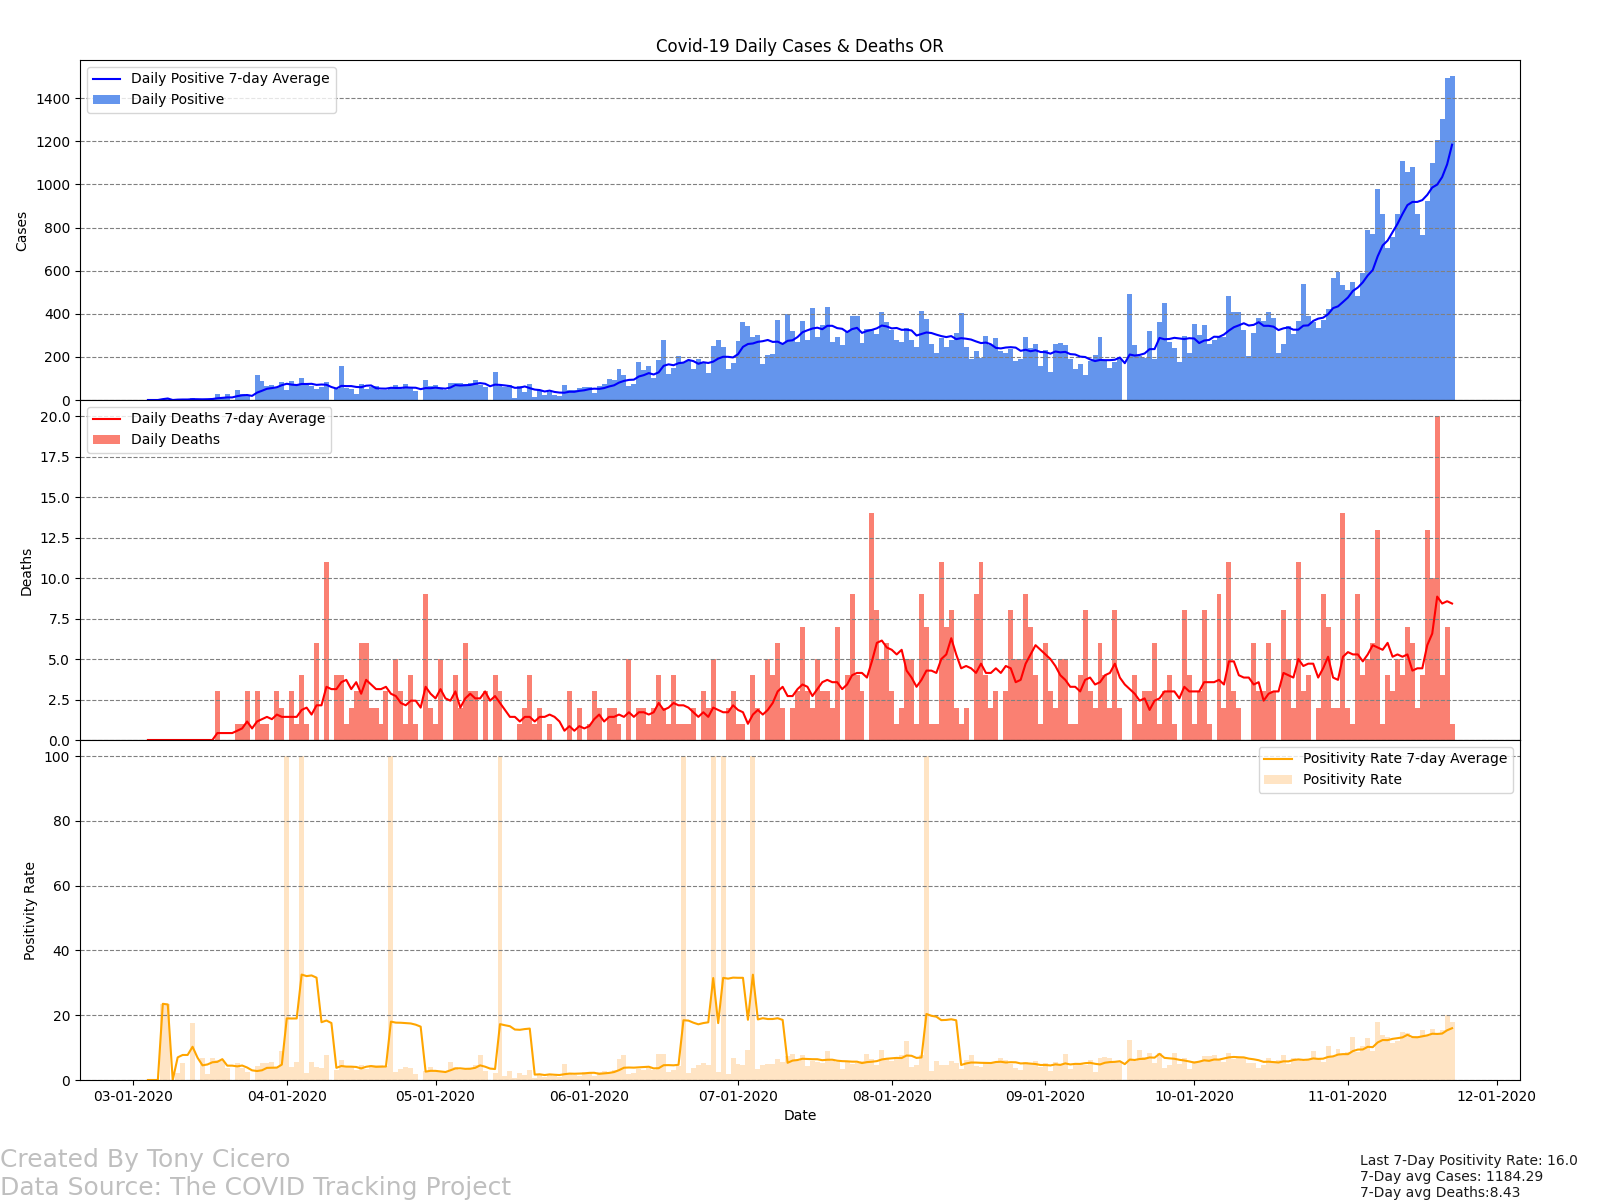 Covid-19 Daily Cases & Deaths OR
Daily Positive 7-day Average
Daily Positive
1400
1200
1000
800
600
400
200
0
Cases
Daily Deaths 7-day Average
Daily Deaths
20.0
17.5
15.0
12.5
10.0
7.5
5.0
2.5
0.0
Deaths
Positivity Rate 7-day Average
Positivity Rate
100
80
60
40
20
0
Positivity Rate
03-01-2020 04-01-2020 05-01-2020 06-01-2020 07-01-2020 08-01-2020 09-01-2020 10-01-2020 11-01-2020 12-01-2020
Date
Created By Tony Cicero
Data Source: The COVID Tracking Project
Last 7-Day Positivity Rate: 16.0
7-Day avg Cases: 1184.29
7-Day avg Deaths:8.43